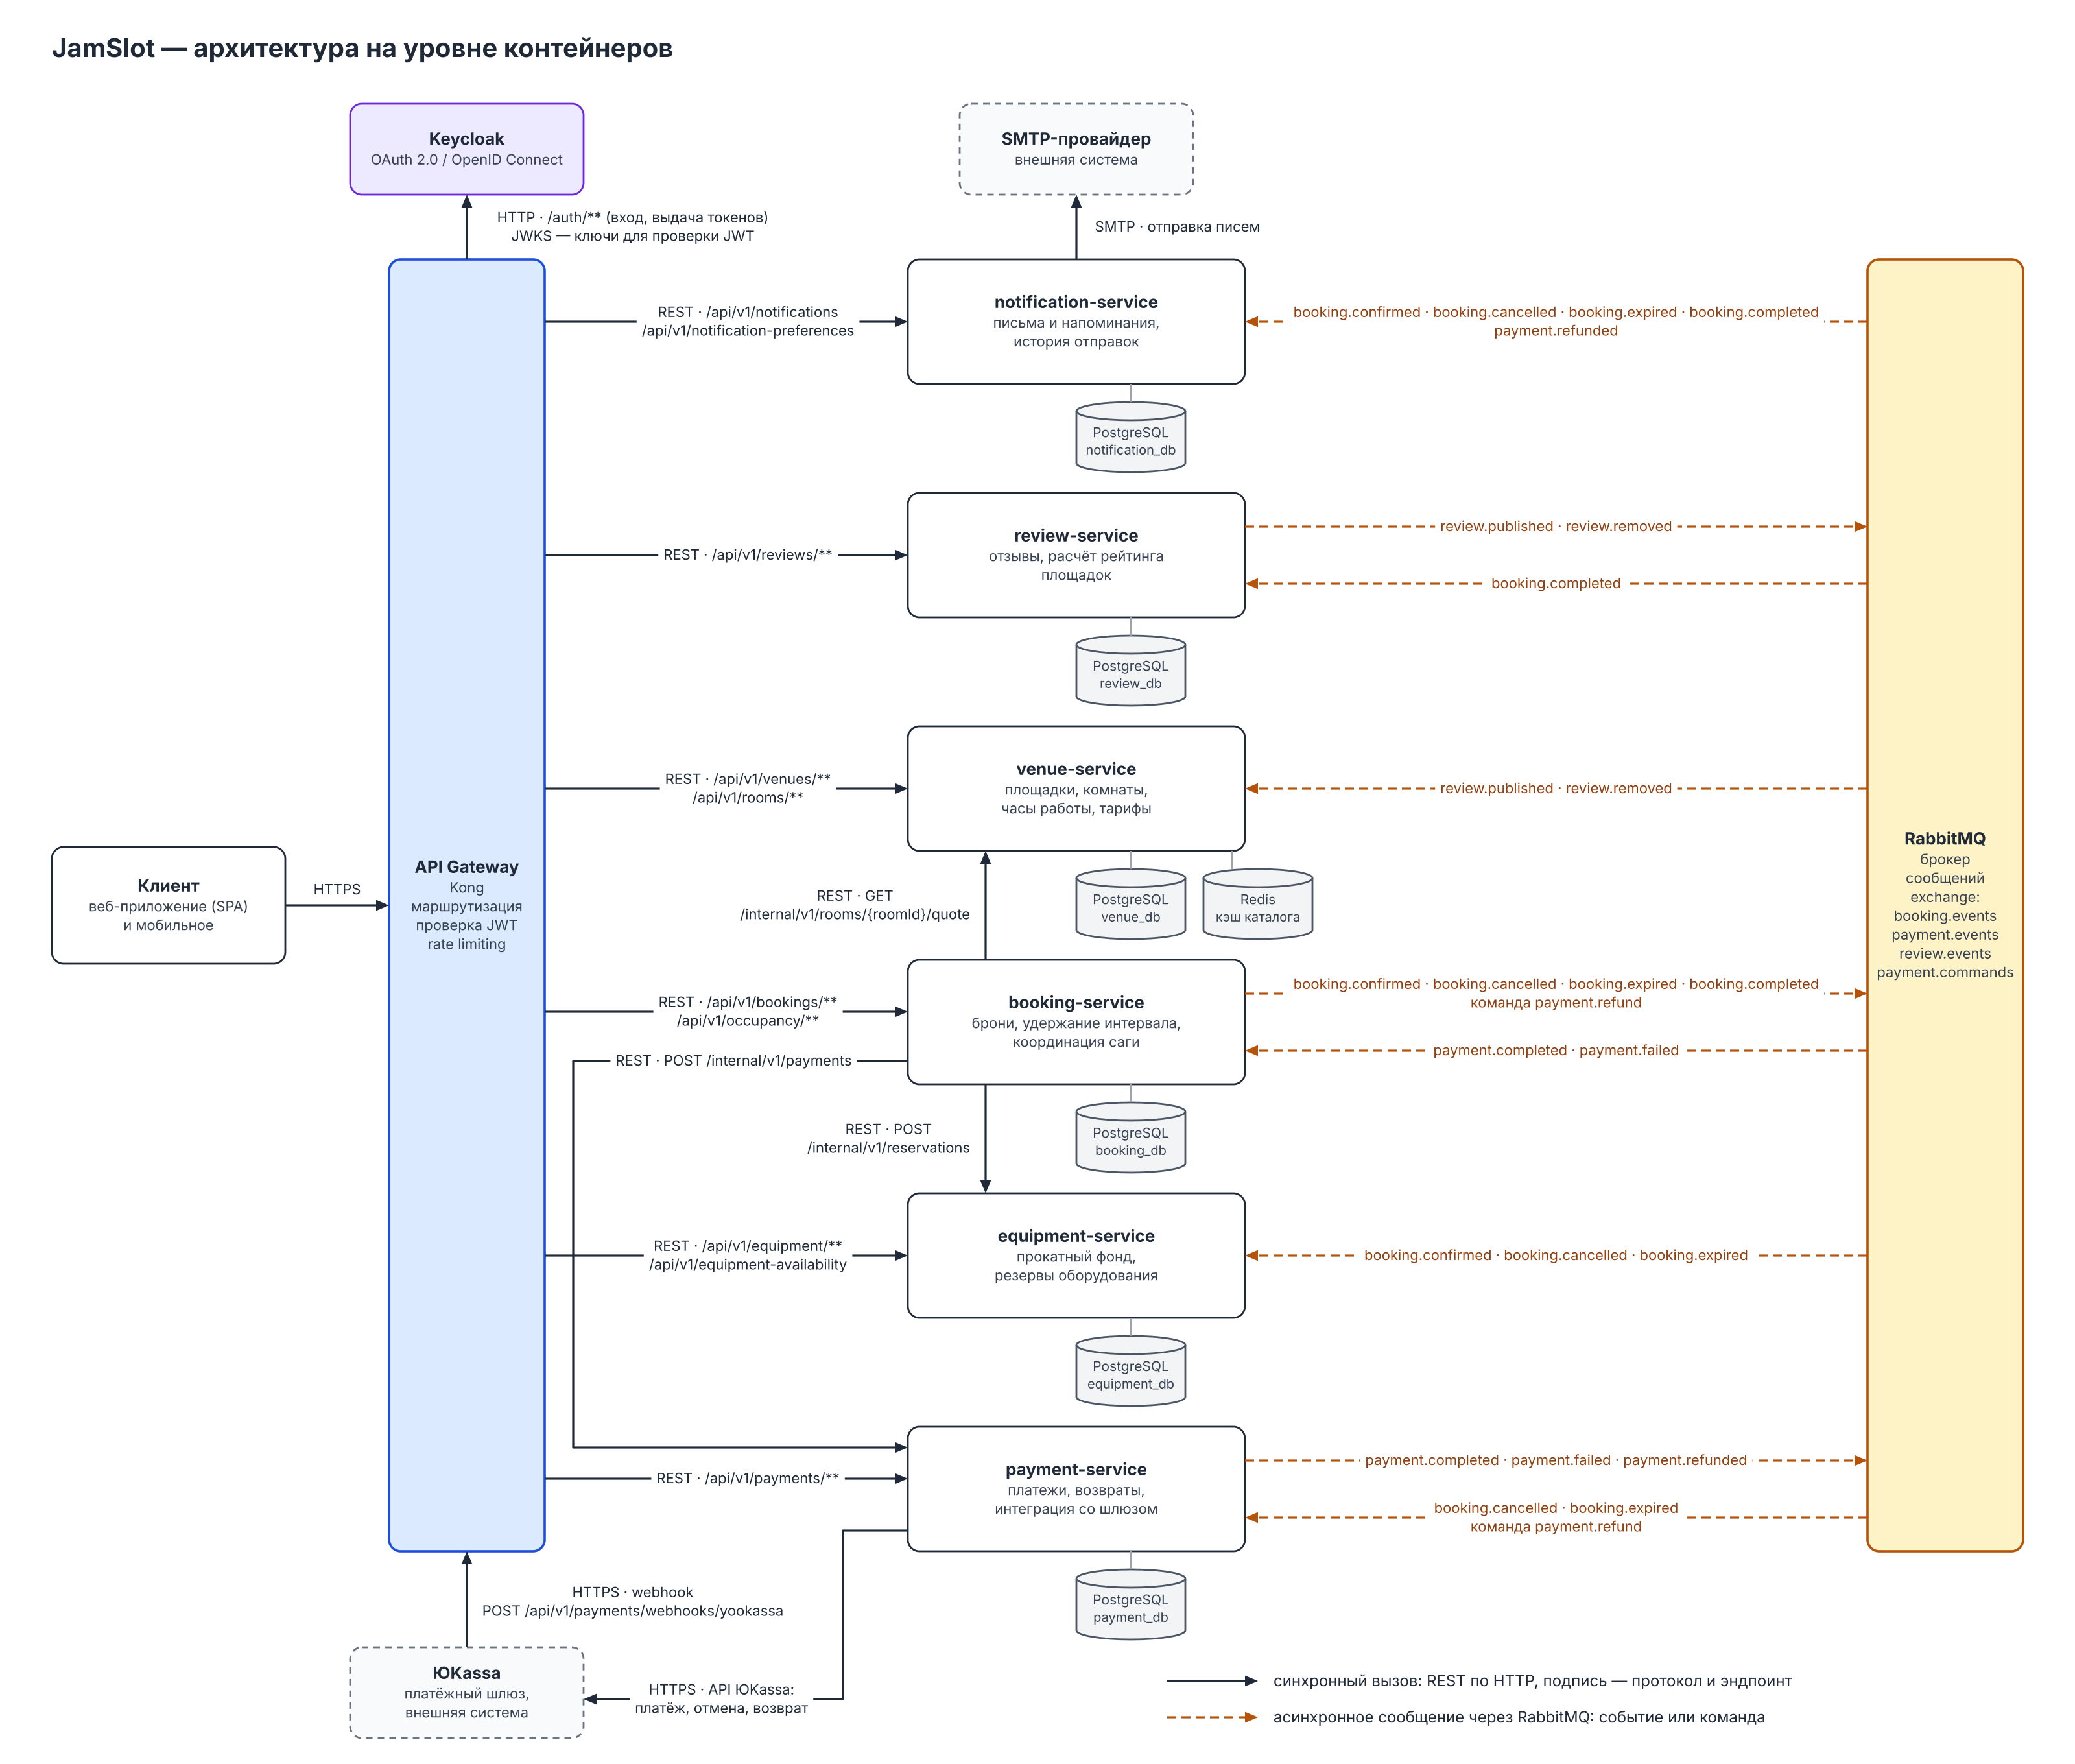 JamSlot — архитектура на уровне контейнеров
Keycloak
OAuth 2.0 / OpenID Connect
SMTP-провайдер
внешняя система
HTTP · /auth/** (вход, выдача токенов)
JWKS — ключи для проверки JWT
SMTP · отправка писем
REST · /api/v1/notifications
/api/v1/notification-preferences
notification-service
письма и напоминания,
история отправок
booking.confirmed · booking.cancelled · booking.expired · booking.completed
payment.refunded
PostgreSQL
notification_db
REST · /api/v1/reviews/**
review-service
отзывы, расчёт рейтинга
площадок
review.published · review.removed
booking.completed
PostgreSQL
review_db
REST · /api/v1/venues/**
/api/v1/rooms/**
venue-service
площадки, комнаты,
часы работы, тарифы
review.published · review.removed
Клиент
веб-приложение (SPA)
и мобильное
HTTPS
API Gateway
Kong
маршрутизация
проверка JWT
rate limiting
REST · GET
/internal/v1/rooms/{roomId}/quote
PostgreSQL
venue_db
Redis
кэш каталога
RabbitMQ
брокер
сообщений
exchange:
booking.events
payment.events
review.events
payment.commands
REST · /api/v1/bookings/**
/api/v1/occupancy/**
booking-service
брони, удержание интервала,
координация саги
booking.confirmed · booking.cancelled · booking.expired · booking.completed
команда payment.refund
REST · POST /internal/v1/payments
payment.completed · payment.failed
REST · POST
/internal/v1/reservations
PostgreSQL
booking_db
REST · /api/v1/equipment/**
/api/v1/equipment-availability
equipment-service
прокатный фонд,
резервы оборудования
booking.confirmed · booking.cancelled · booking.expired
PostgreSQL
equipment_db
REST · /api/v1/payments/**
payment-service
платежи, возвраты,
интеграция со шлюзом
payment.completed · payment.failed · payment.refunded
booking.cancelled · booking.expired
команда payment.refund
HTTPS · webhook
POST /api/v1/payments/webhooks/yookassa
PostgreSQL
payment_db
ЮKassa
платёжный шлюз,
внешняя система
HTTPS · API ЮKassa:
платёж, отмена, возврат
синхронный вызов: REST по HTTP, подпись — протокол и эндпоинт
асинхронное сообщение через RabbitMQ: событие или команда